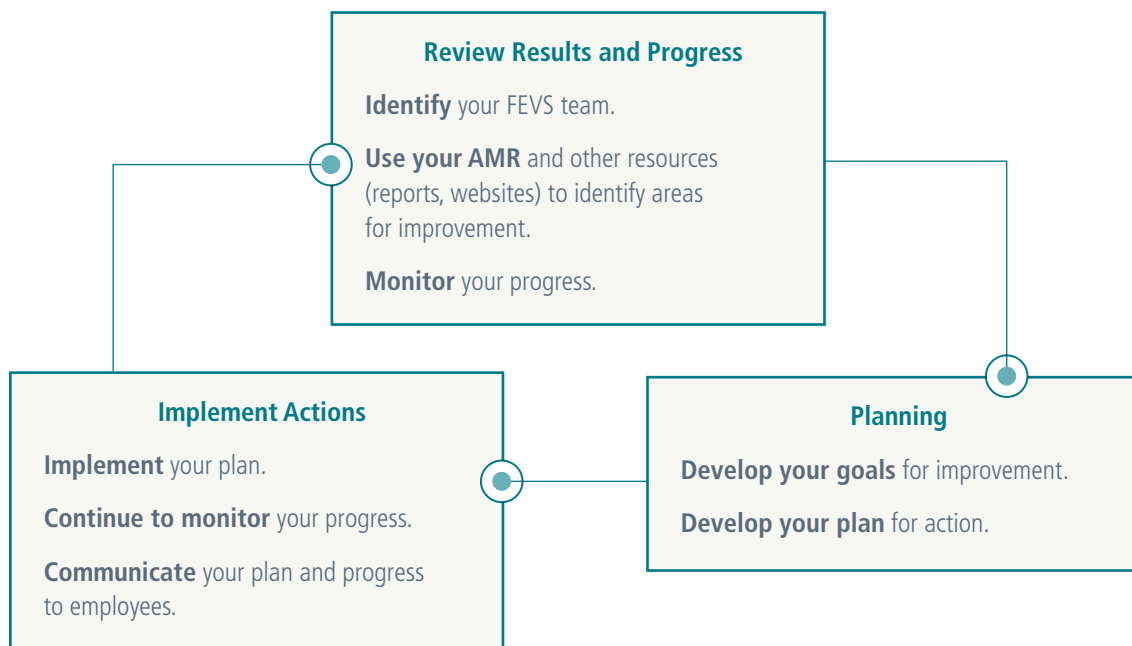 Review Results and Progress
Identify your FEVS team.
Use your AMR and other resources
(reports, websites) to identify areas
for improvement.
Monitor your progress.
Implement Actions
Implement your plan.
Continue to monitor your progress.
Communicate your plan and progress
to employees.
Planning
Develop your goals for improvement.
Develop your plan for action.